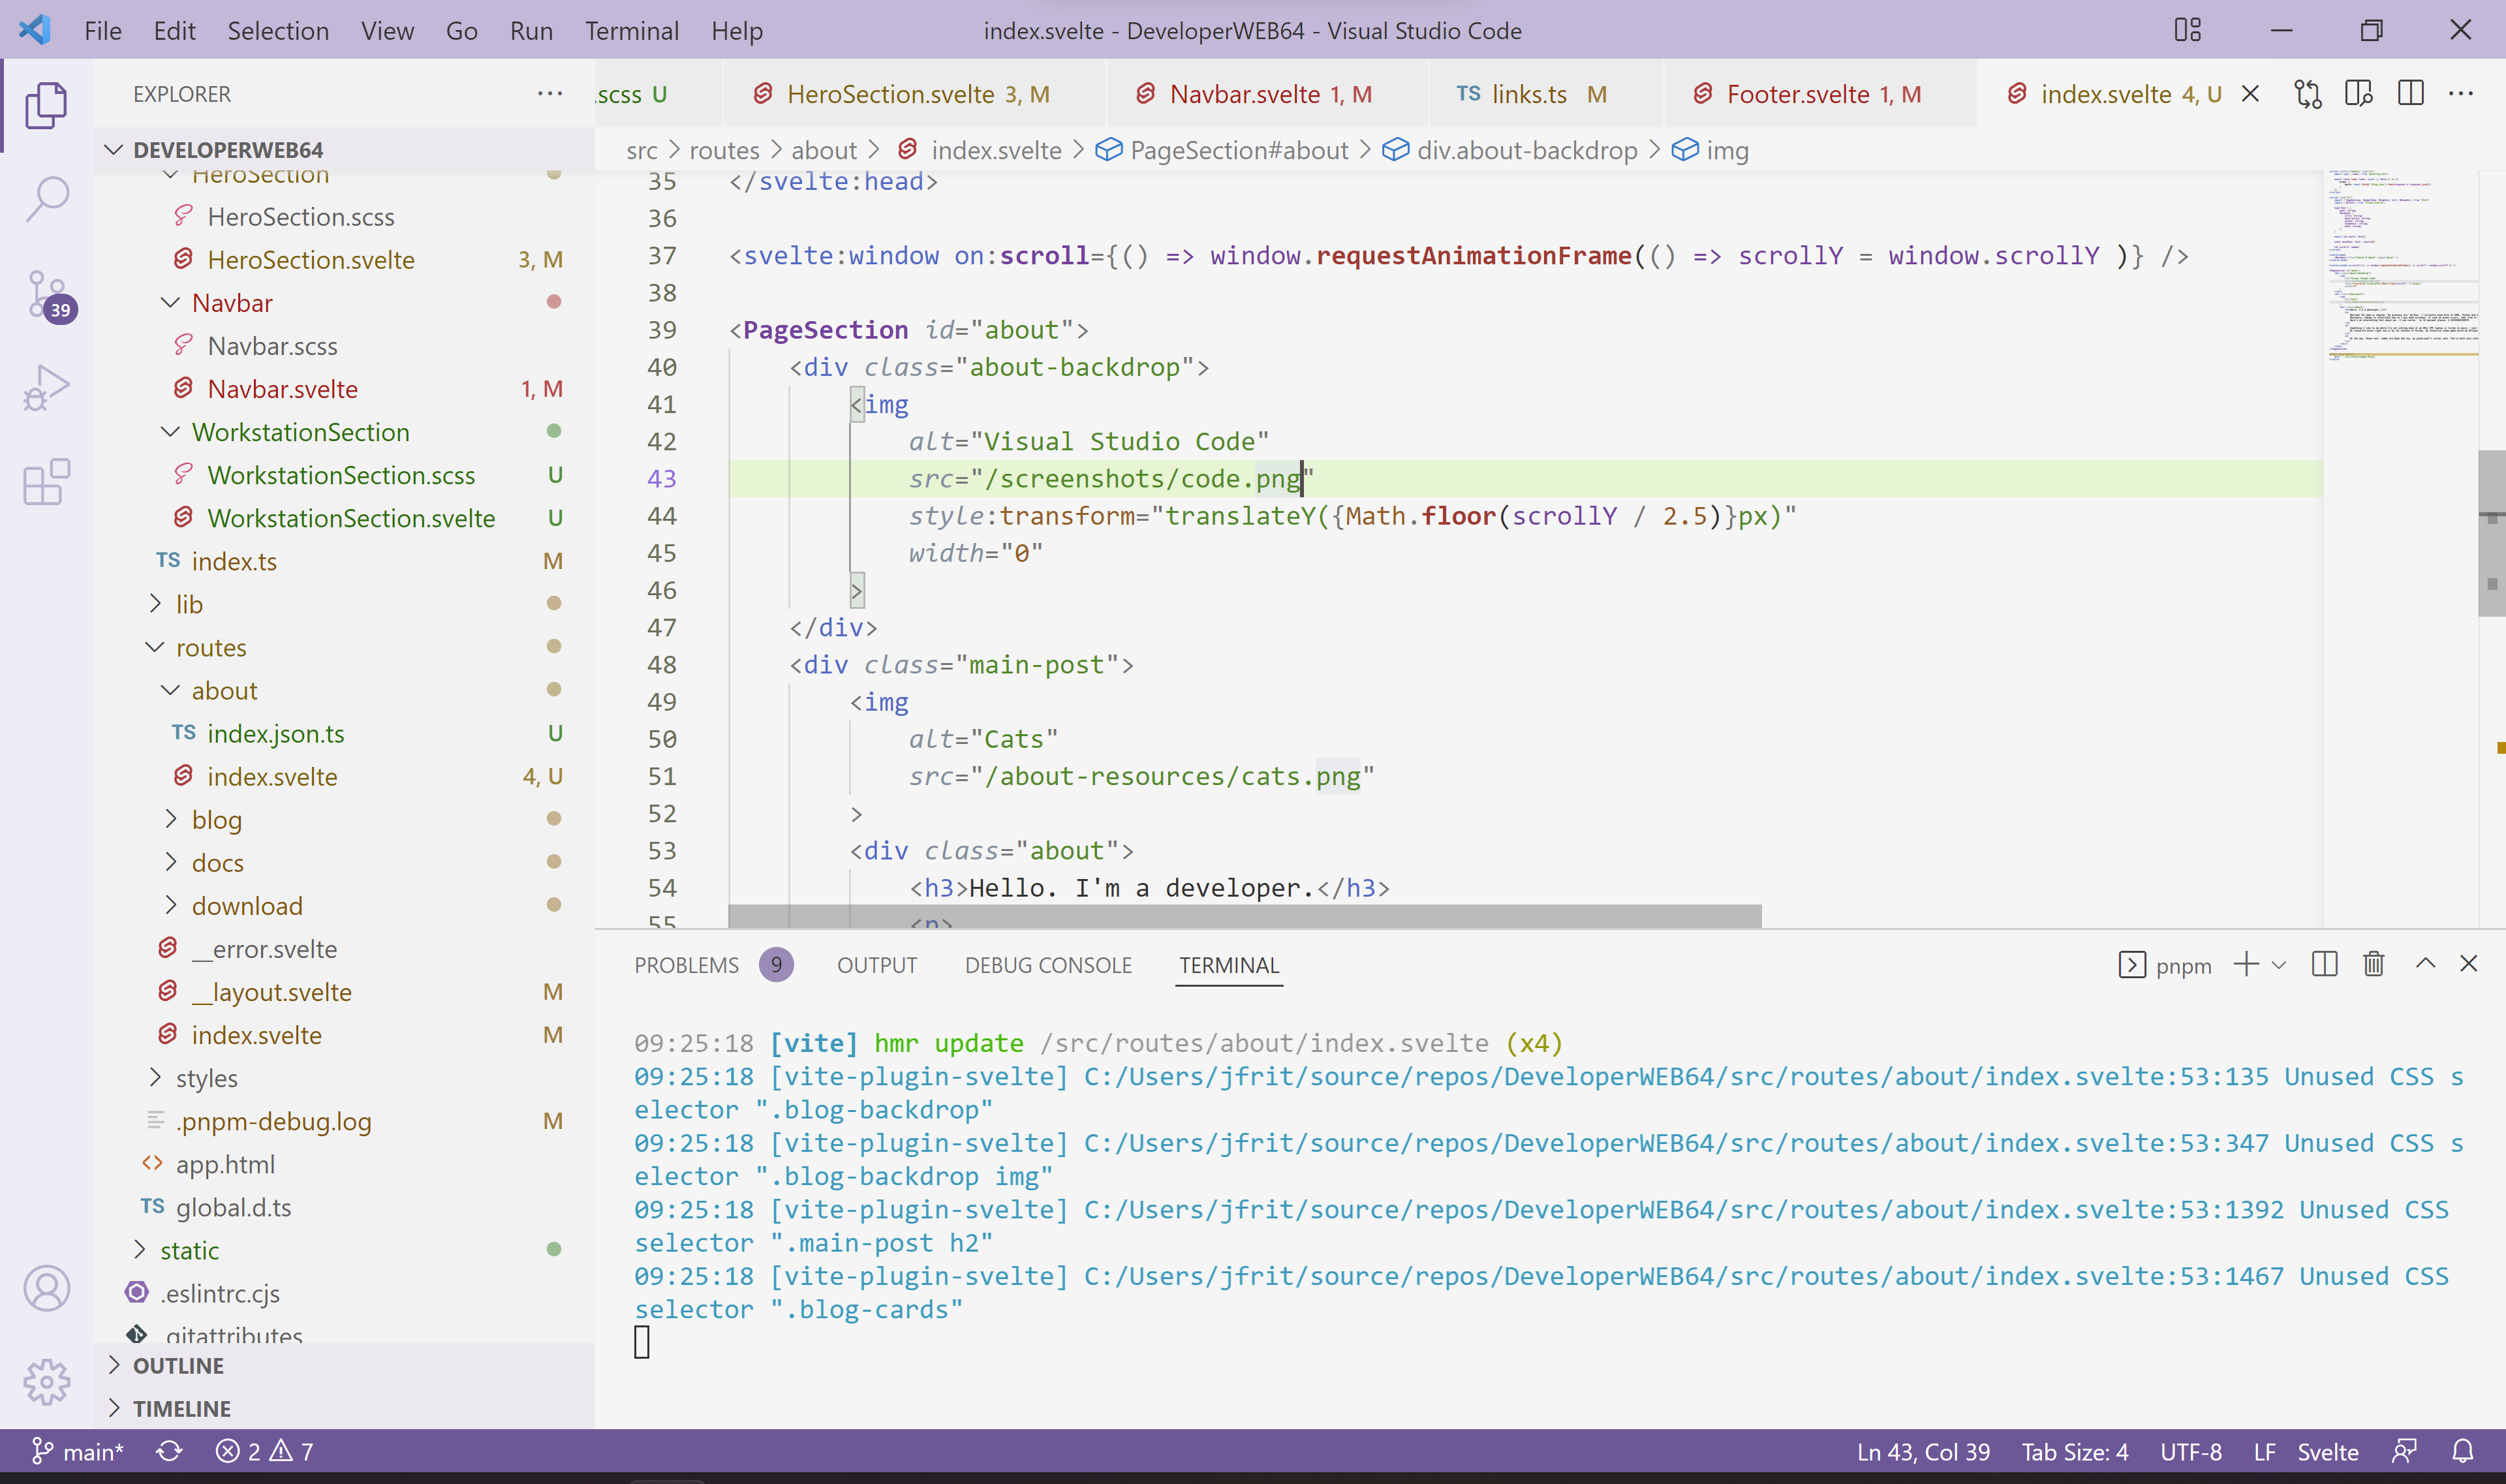 File Edit Selection View Go Run Terminal Help
index.svelte - DeveloperWEB64 - Visual Studio Code
EXPLORER
DEVELOPERWEB64
HeroSection
HeroSection.scss
HeroSection.svelte 3, M
Navbar
Navbar.scss
Navbar.svelte 1, M
WorkstationSection
WorkstationSection.scss U
WorkstationSection.svelte U
TS index.ts M
lib
routes
about
TS index.json.ts U
index.svelte 4, U
blog
docs
download
__error.svelte
__layout.svelte M
index.svelte M
styles
.pnpm-debug.log M
app.html
TS global.d.ts
static
.eslintrc.cjs
.gitattributes
OUTLINE
TIMELINE
39
.scss U
HeroSection.svelte 3, M
Navbar.svelte 1, M
TS links.ts M
Footer.svelte 1, M
index.svelte 4, U
src > routes > about > index.svelte > PageSection#about > div.about-backdrop > img
35 </svelte:head>
36
37 <svelte:window on:scroll={() => window.requestAnimationFrame(() => scrollY = window.scrollY )} />
38
39 <PageSection id="about">
40 <div class="about-backdrop">
41 <img
42 alt="Visual Studio Code"
43 src="/screenshots/code.png"
44 style:transform="translateY({Math.floor(scrollY / 2.5)}px)"
45 width="0"
46 >
47 </div>
48 <div class="main-post">
49 <img
50 alt="Cats"
51 src="/about-resources/cats.png"
52 >
53 <div class="about">
54 <h3>Hello. I'm a developer.</h3>
55 <p>
PROBLEMS 9 OUTPUT DEBUG CONSOLE TERMINAL
pnpm
09:25:18 [vite] hmr update /src/routes/about/index.svelte (x4)
09:25:18 [vite-plugin-svelte] C:/Users/jfrit/source/repos/DeveloperWEB64/src/routes/about/index.svelte:53:135 Unused CSS s
elector ".blog-backdrop"
09:25:18 [vite-plugin-svelte] C:/Users/jfrit/source/repos/DeveloperWEB64/src/routes/about/index.svelte:53:347 Unused CSS s
elector ".blog-backdrop img"
09:25:18 [vite-plugin-svelte] C:/Users/jfrit/source/repos/DeveloperWEB64/src/routes/about/index.svelte:53:1392 Unused CSS
selector ".main-post h2"
09:25:18 [vite-plugin-svelte] C:/Users/jfrit/source/repos/DeveloperWEB64/src/routes/about/index.svelte:53:1467 Unused CSS
selector ".blog-cards"
main* 2 7
Ln 43, Col 39 Tab Size: 4 UTF-8 LF Svelte